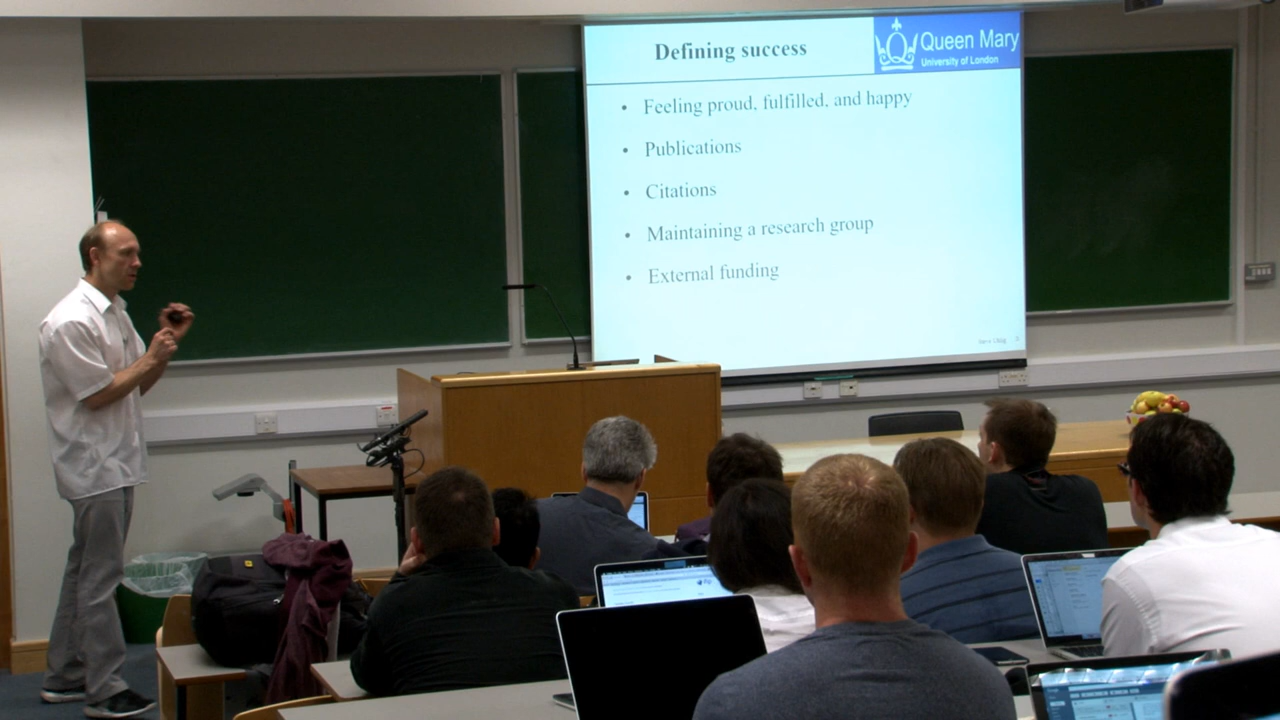 Defining success
Queen Mary
University of London
• Feeling proud, fulfilled, and happy
• Publications
• Citations
• Maintaining a research group
• External funding